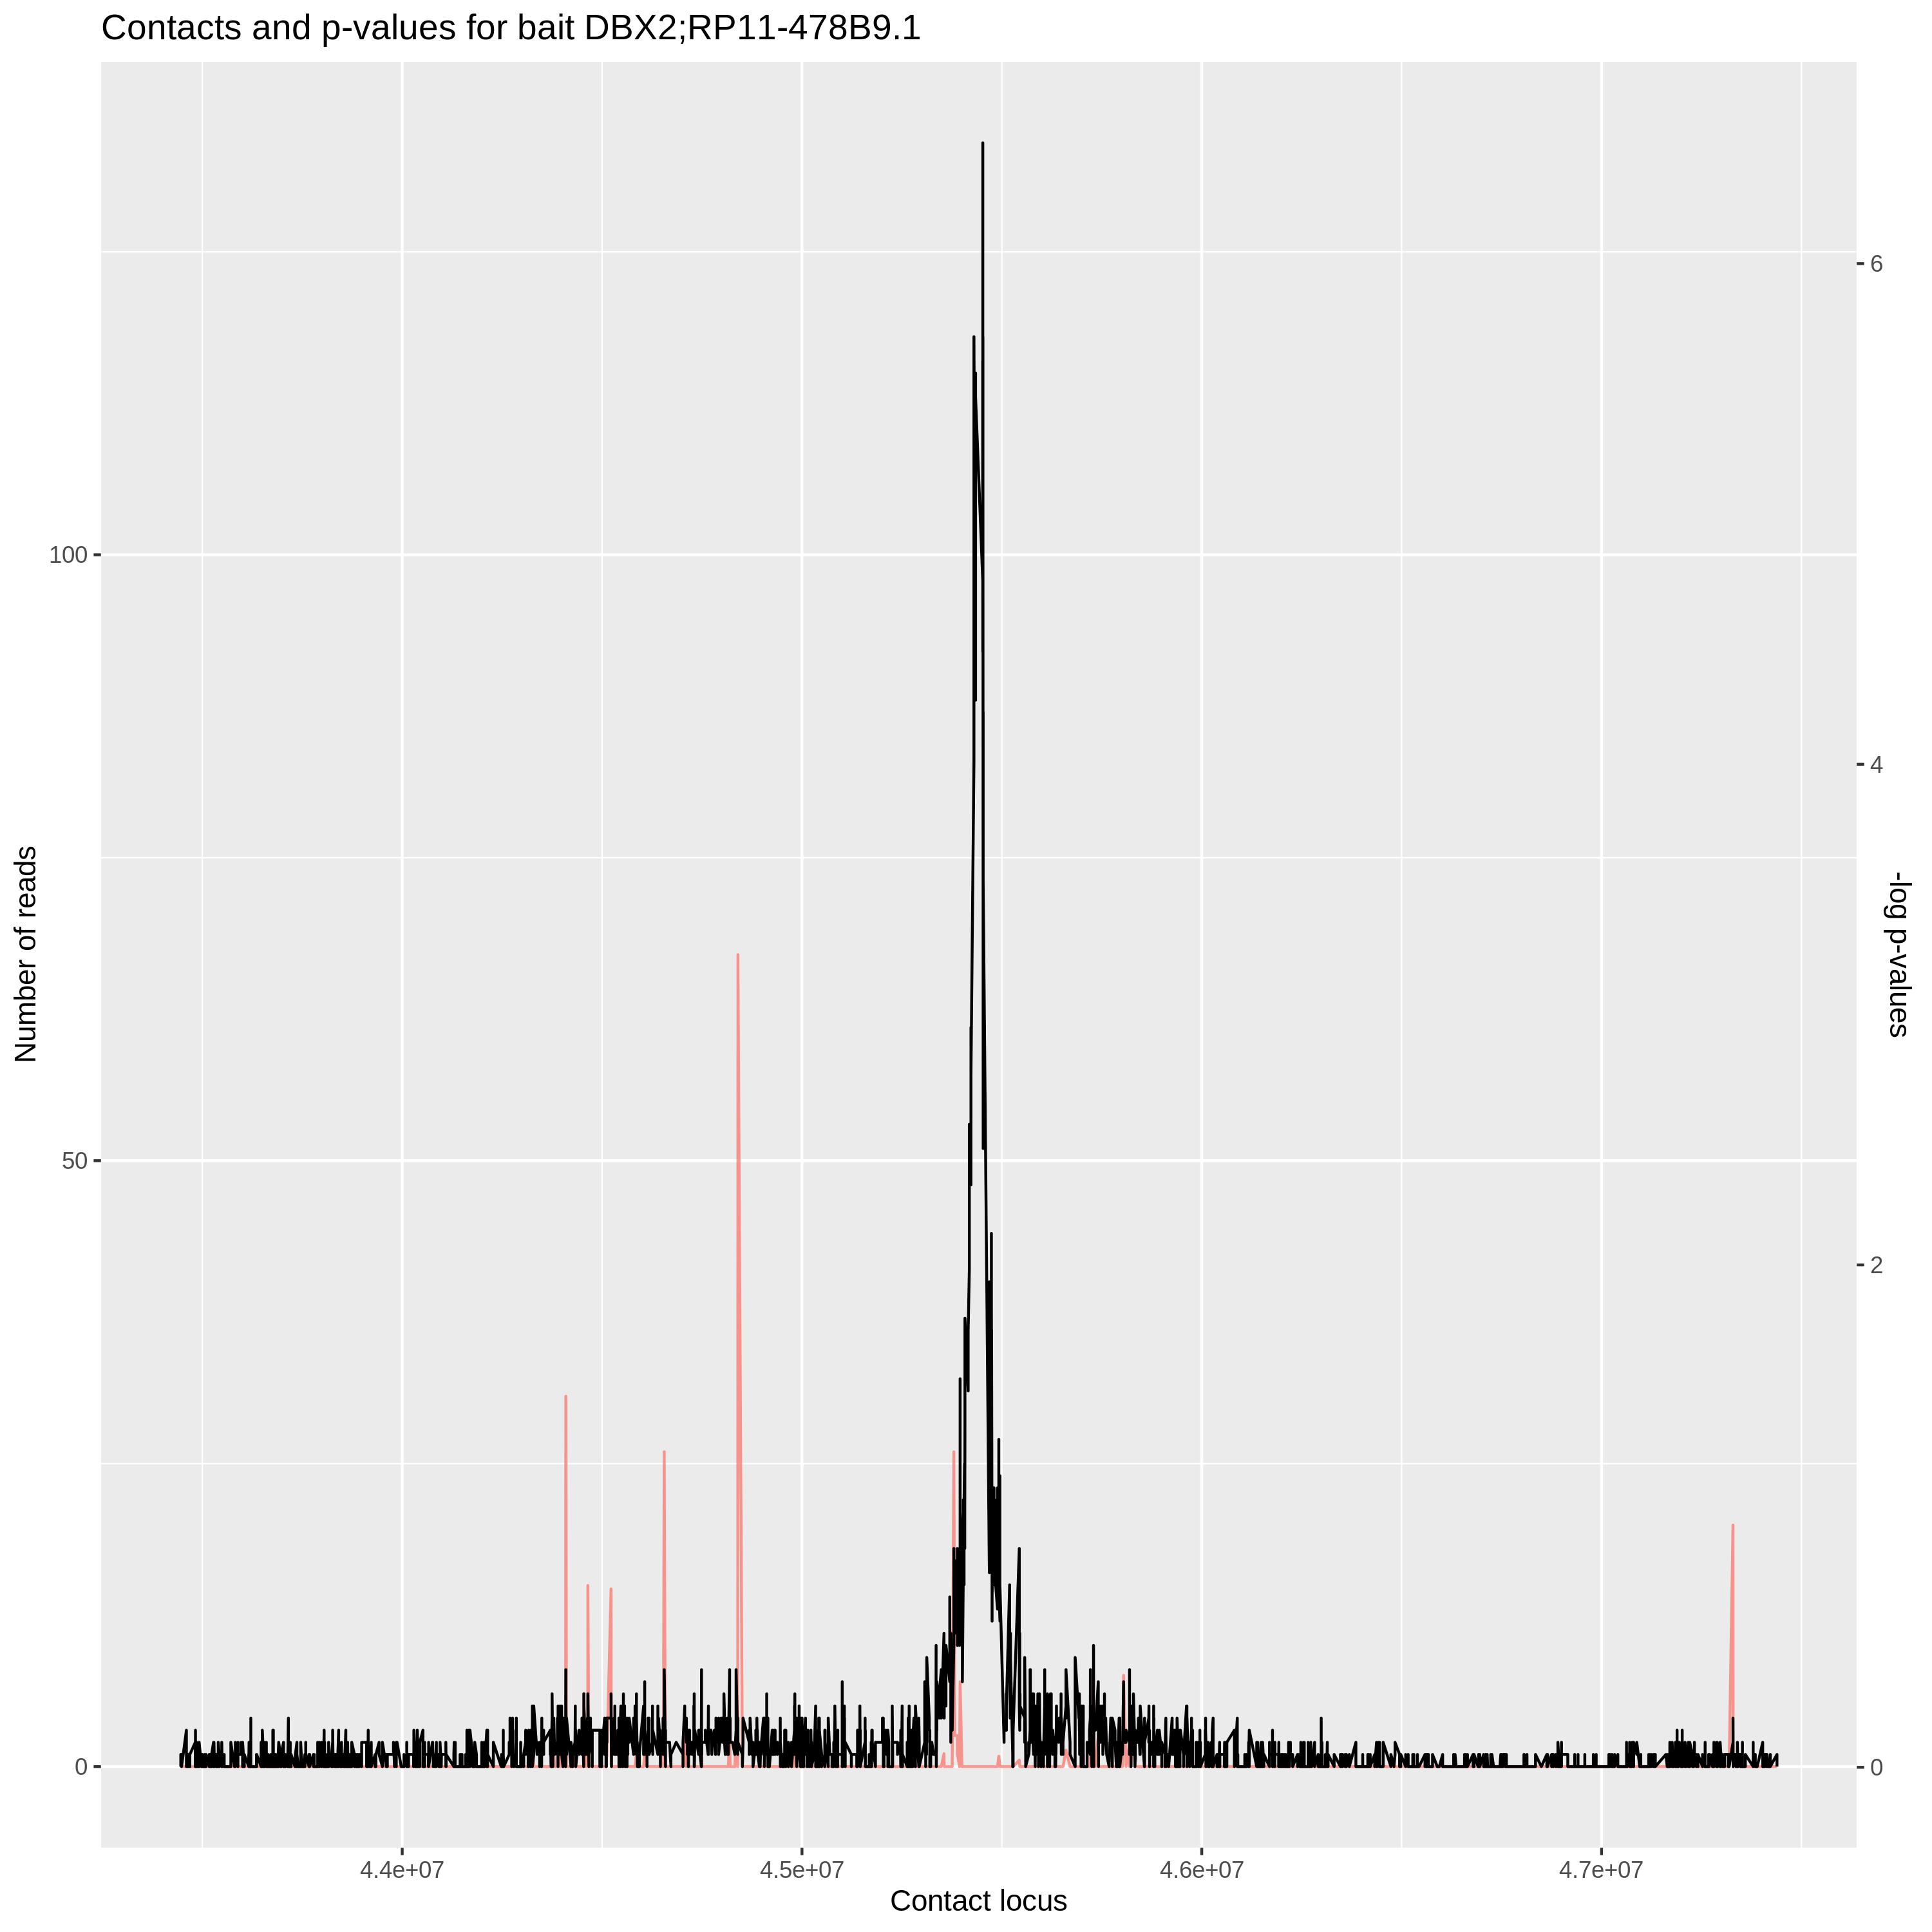 Contacts and p-values for bait DBX2;RP11-478B9.1
Number of reads
100
50
0
6
4
2
0
-log p-values
4.4e+07
4.5e+07
4.6e+07
4.7e+07
Contact locus